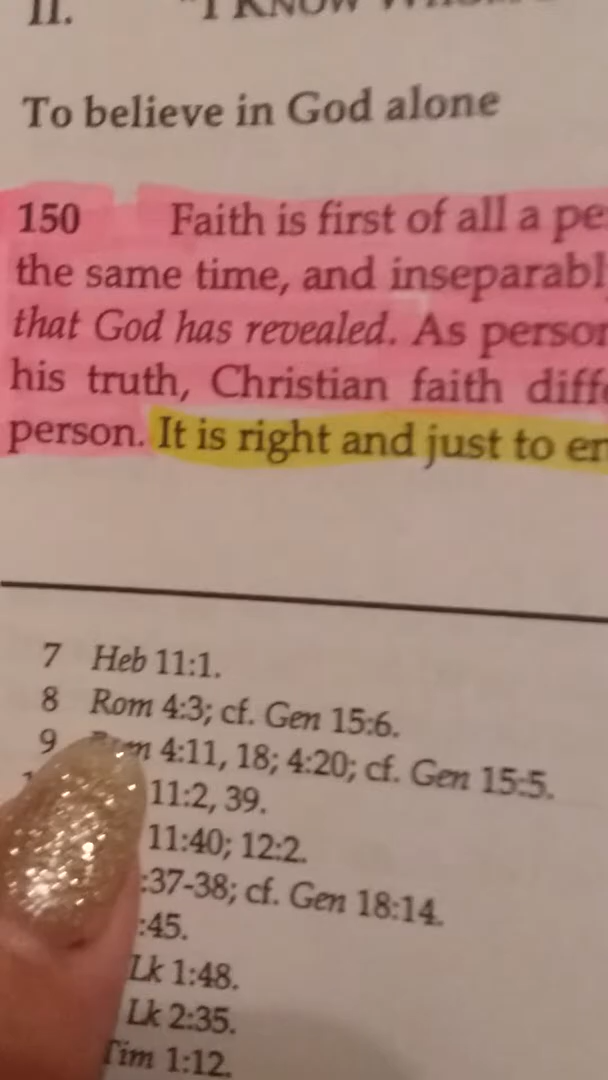 II. "I KNOW
To believe in God alone
150 Faith is first of all a pe
the same time, and inseparabl
that God has revealed. As person
his truth, Christian faith diffe
person. It is right and just to en
7 Heb 11:1.
8 Rom 4:3; cf. Gen 15:6.
9 4:11, 18; 4:20; cf. Gen 15:5.
11:2, 39.
11:40; 12:2.
:37-38; cf. Gen 18:14.
:45.
Lk 1:48.
Lk 2:35.
Tim 1:12.